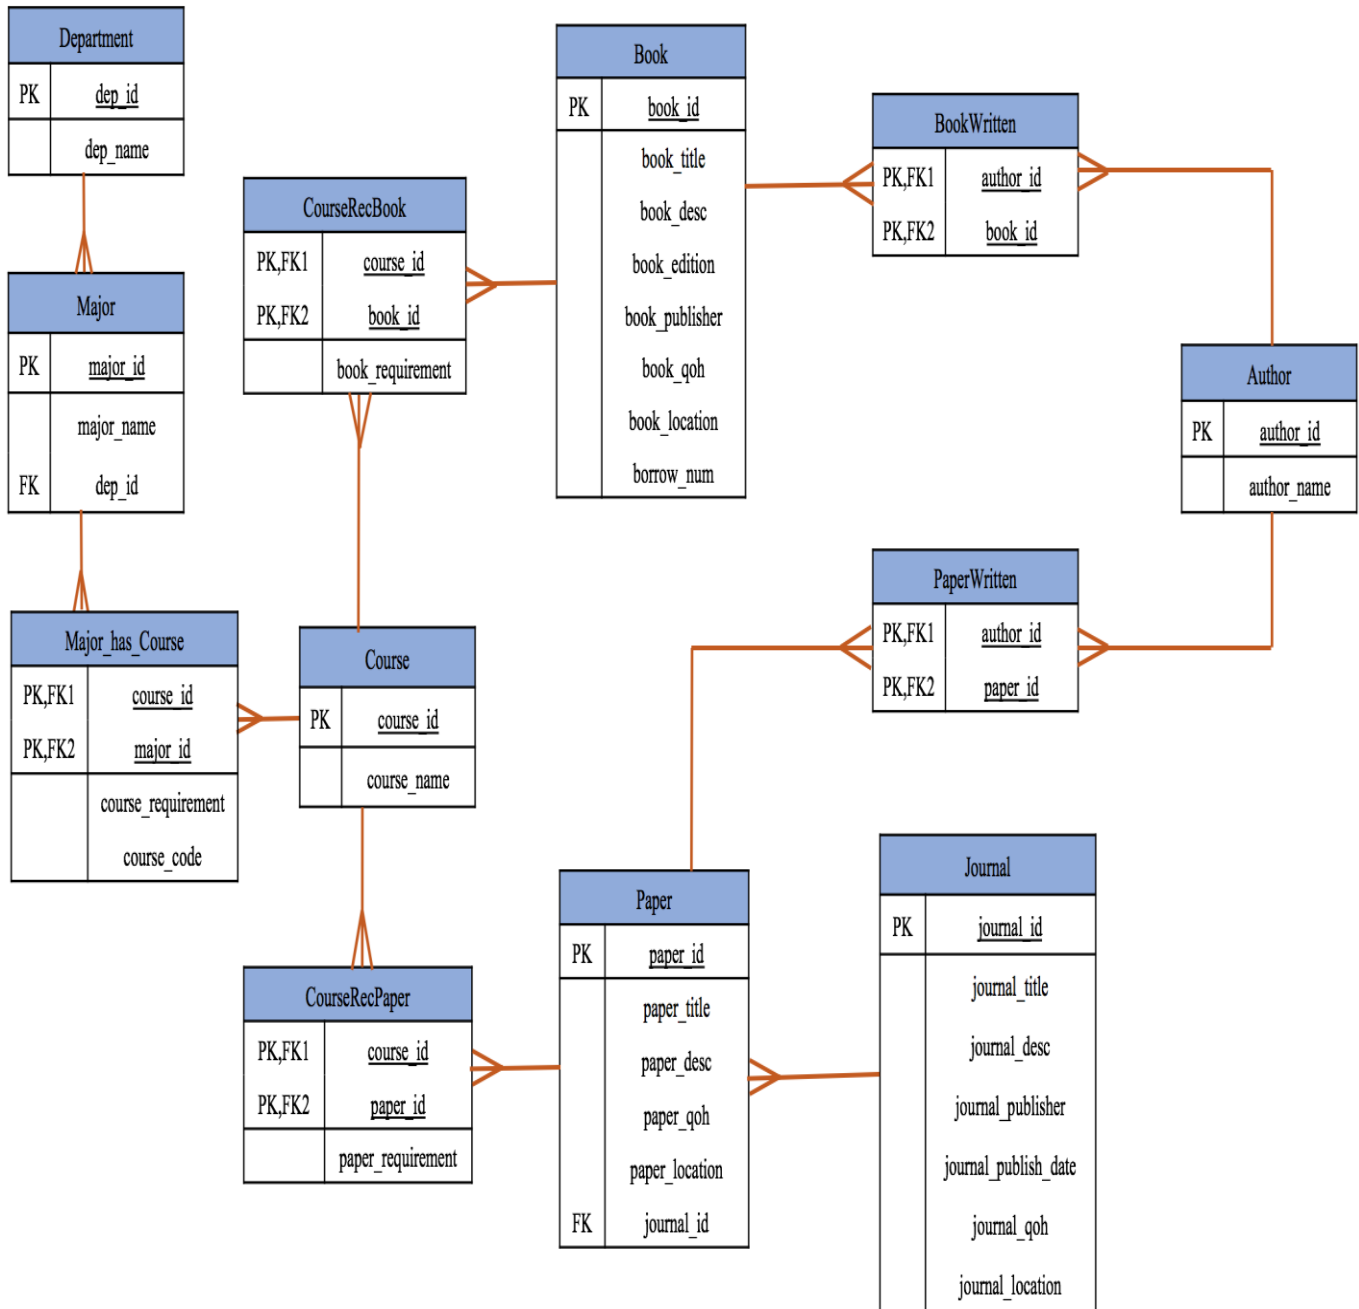 Department
PK dep_id
dep_name
Major
PK major_id
major_name
FK dep_id
Major_has_Course
PK,FK1 course_id
PK,FK2 major_id
course_requirement
course_code
CourseRecBook
PK,FK1 course_id
PK,FK2 book_id
book_requirement
Course
PK course_id
course_name
CourseRecPaper
PK,FK1 course_id
PK,FK2 paper_id
paper_requirement
Book
PK book_id
book_title
book_desc
book_edition
book_publisher
book_qoh
book_location
borrow_num
Paper
PK paper_id
paper_title
paper_desc
paper_qoh
paper_location
FK journal_id
BookWritten
PK,FK1 author_id
PK,FK2 book_id
PaperWritten
PK,FK1 author_id
PK,FK2 paper_id
Journal
PK journal_id
journal_title
journal_desc
journal_publisher
journal_publish_date
journal_qoh
journal_location
Author
PK author_id
author_name